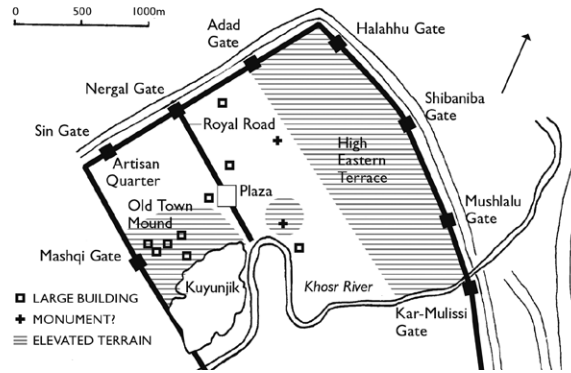 0 500 1000m
Adad
Gate
Halahhu Gate
Nergal Gate
Sin Gate
Royal Road
Shibaniba
Gate
Artisan
Quarter
High
Eastern
Terrace
Plaza
Old Town
Mound
Mushlalu
Gate
Mashqi Gate
Kuyunjik
Khosr River
LARGE BUILDING
MONUMENT?
ELEVATED TERRAIN
Kar-Mulissi
Gate